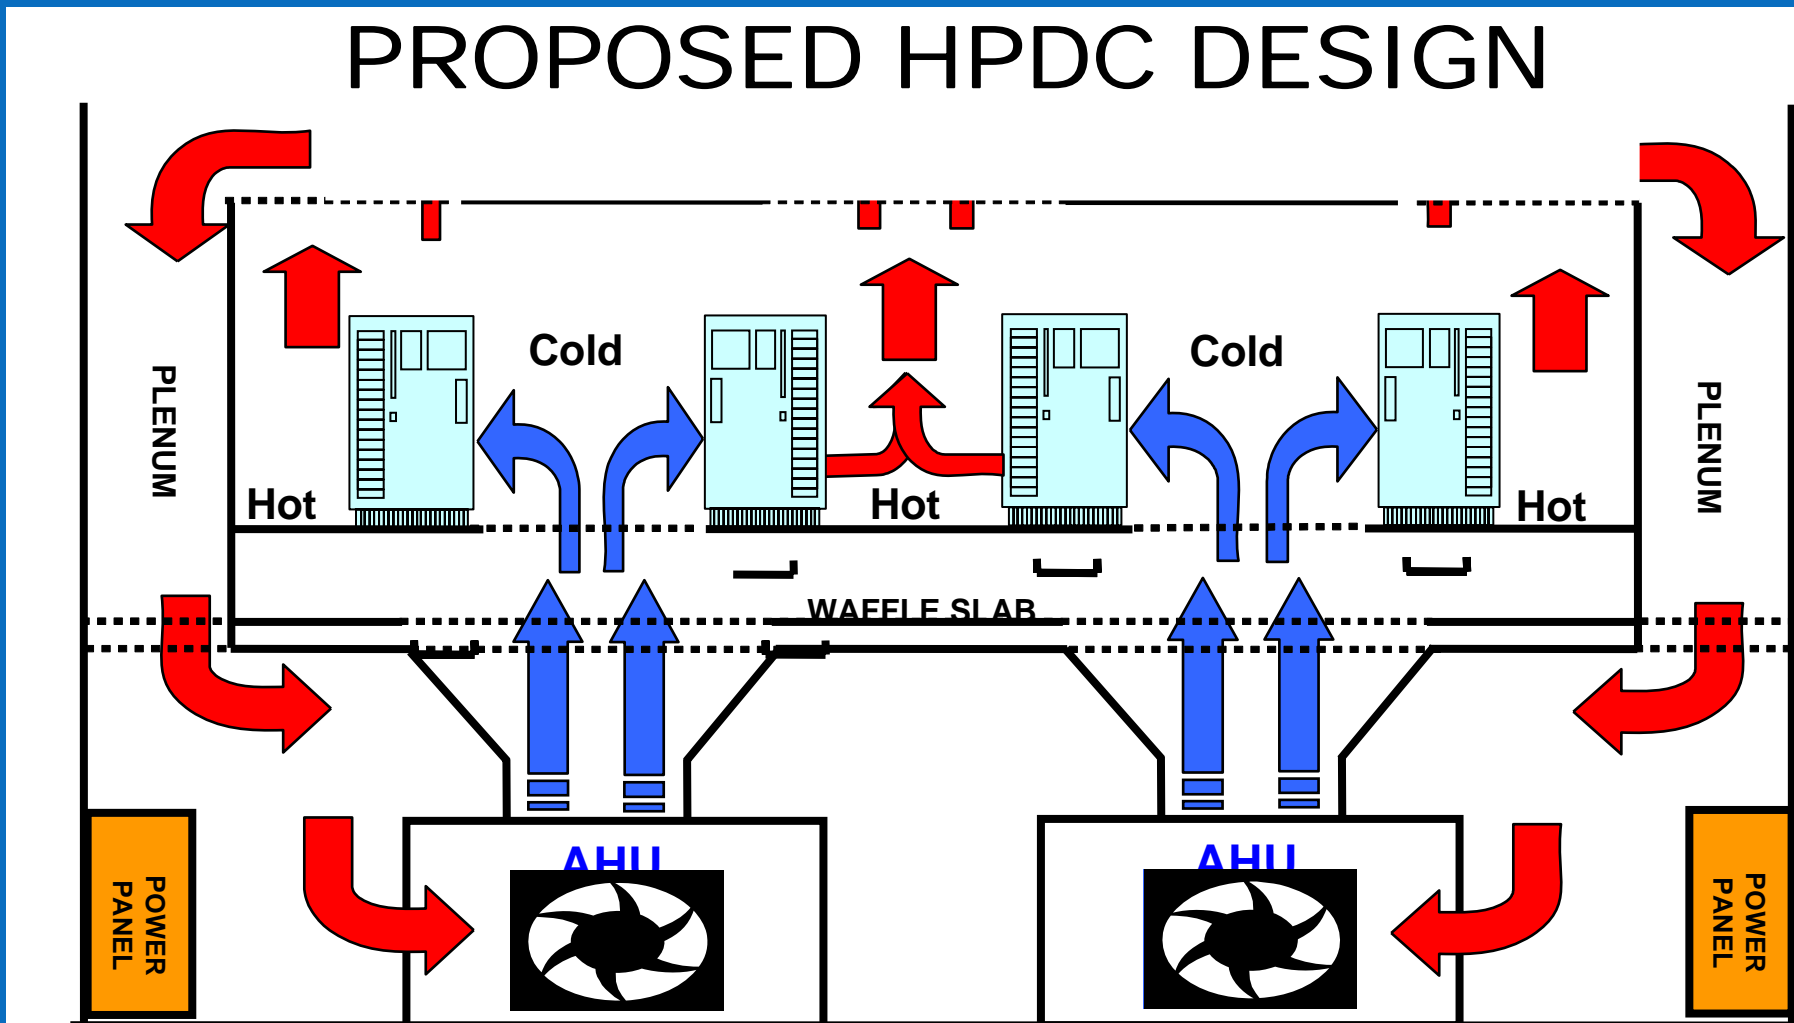 PROPOSED HPDC DESIGN
Cold
Cold
PLENUM
PLENUM
Hot
Hot
Hot
WAFFLE SLAB
AHU
AHU
POWER
PANEL
POWER
PANEL